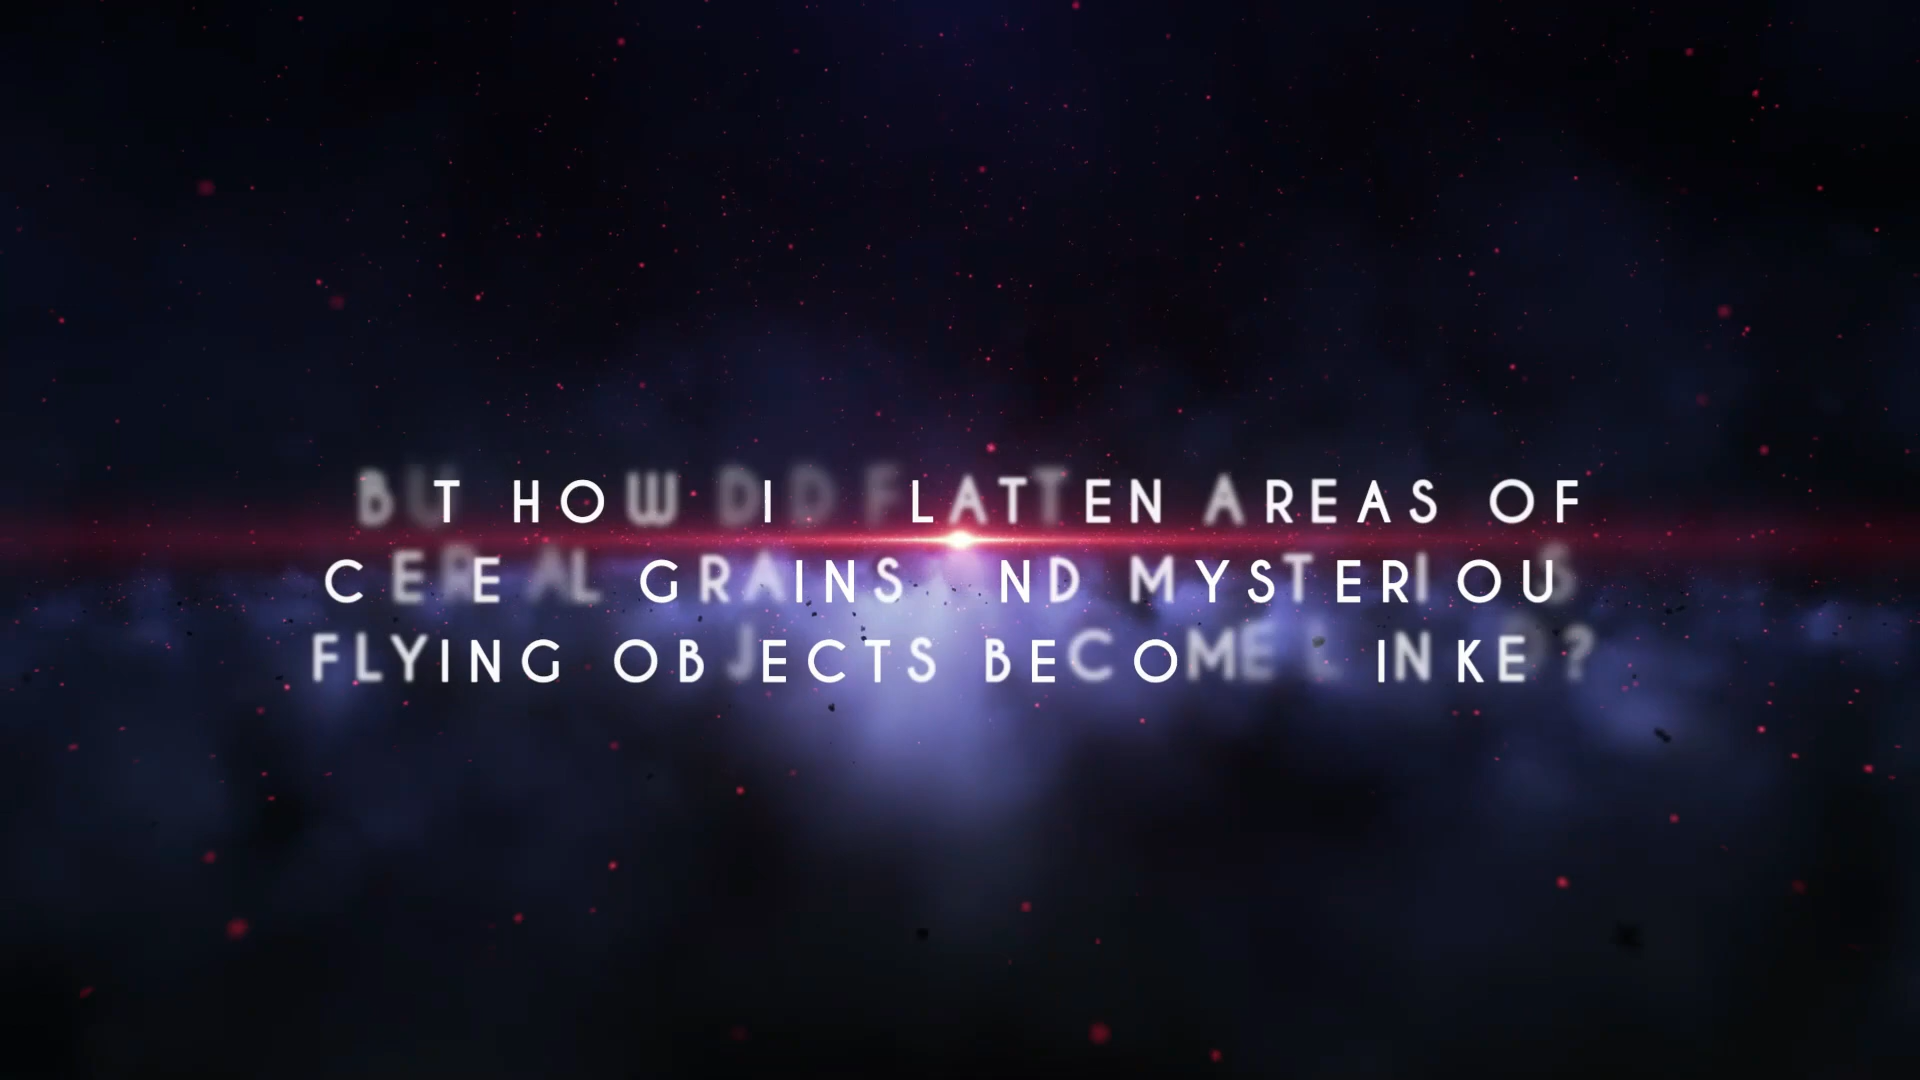 BUT HOW DID FLATTEN AREAS OF
CEREAL GRAINS AND MYSTERIOUS
FLYING OBJECTS BECOME LINKED?